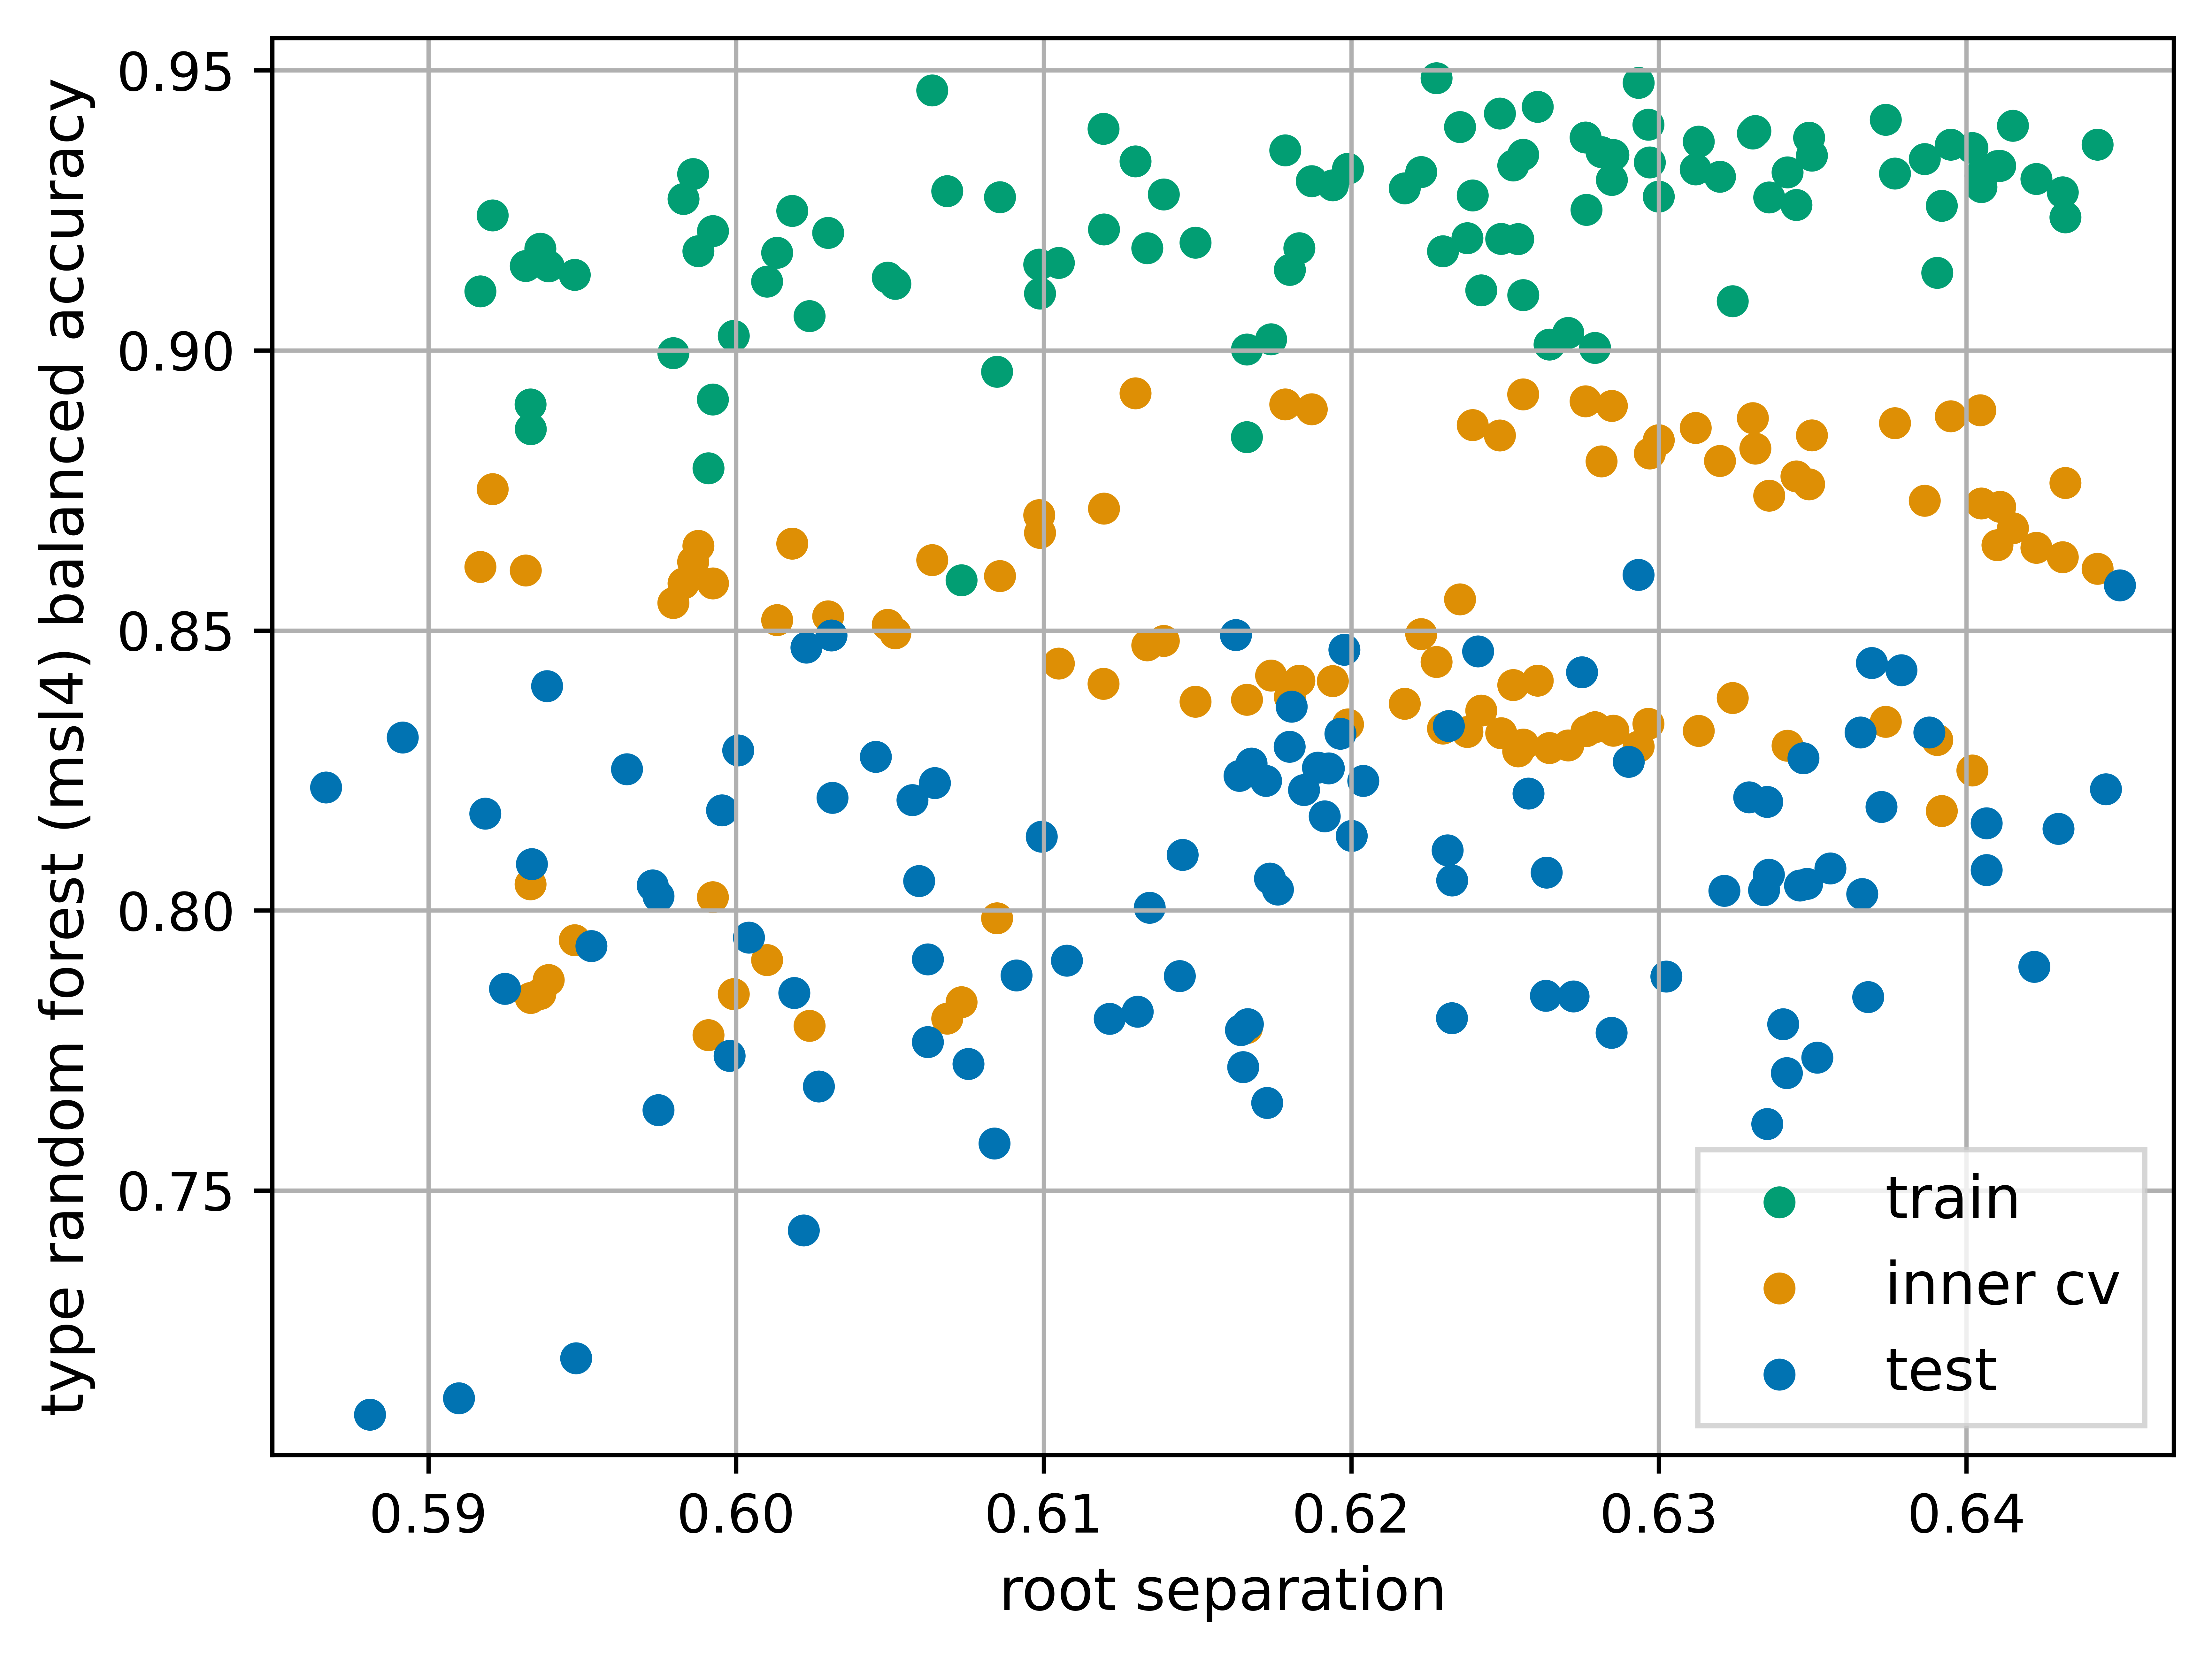 type random forest (msl4) balanced accuracy
0.95
0.90
0.85
0.80
0.75
0.59
0.60
0.61
0.62
0.63
0.64
root separation
train
inner cv
test